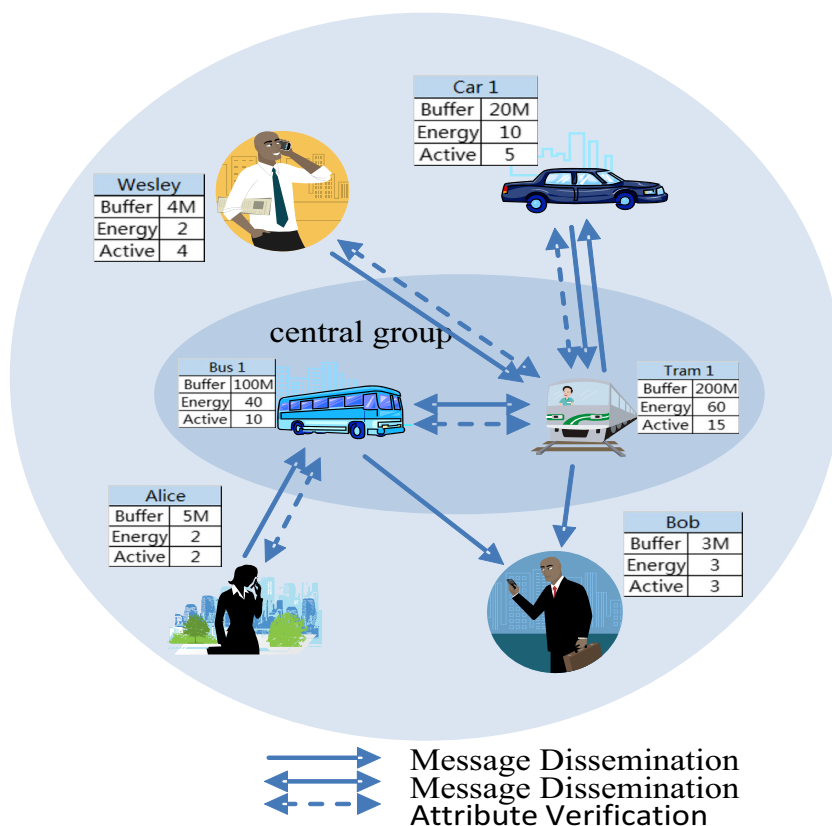 Car 1
Buffer 20M
Energy 10
Active 5
Wesley
Buffer 4M
Energy 2
Active 4
central group
Bus 1
Buffer 100M
Energy 40
Active 10
Tram 1
Buffer 200M
Energy 60
Active 15
Alice
Buffer 5M
Energy 2
Active 2
Bob
Buffer 3M
Energy 3
Active 3
Message Dissemination
Message Dissemination
Attribute Verification